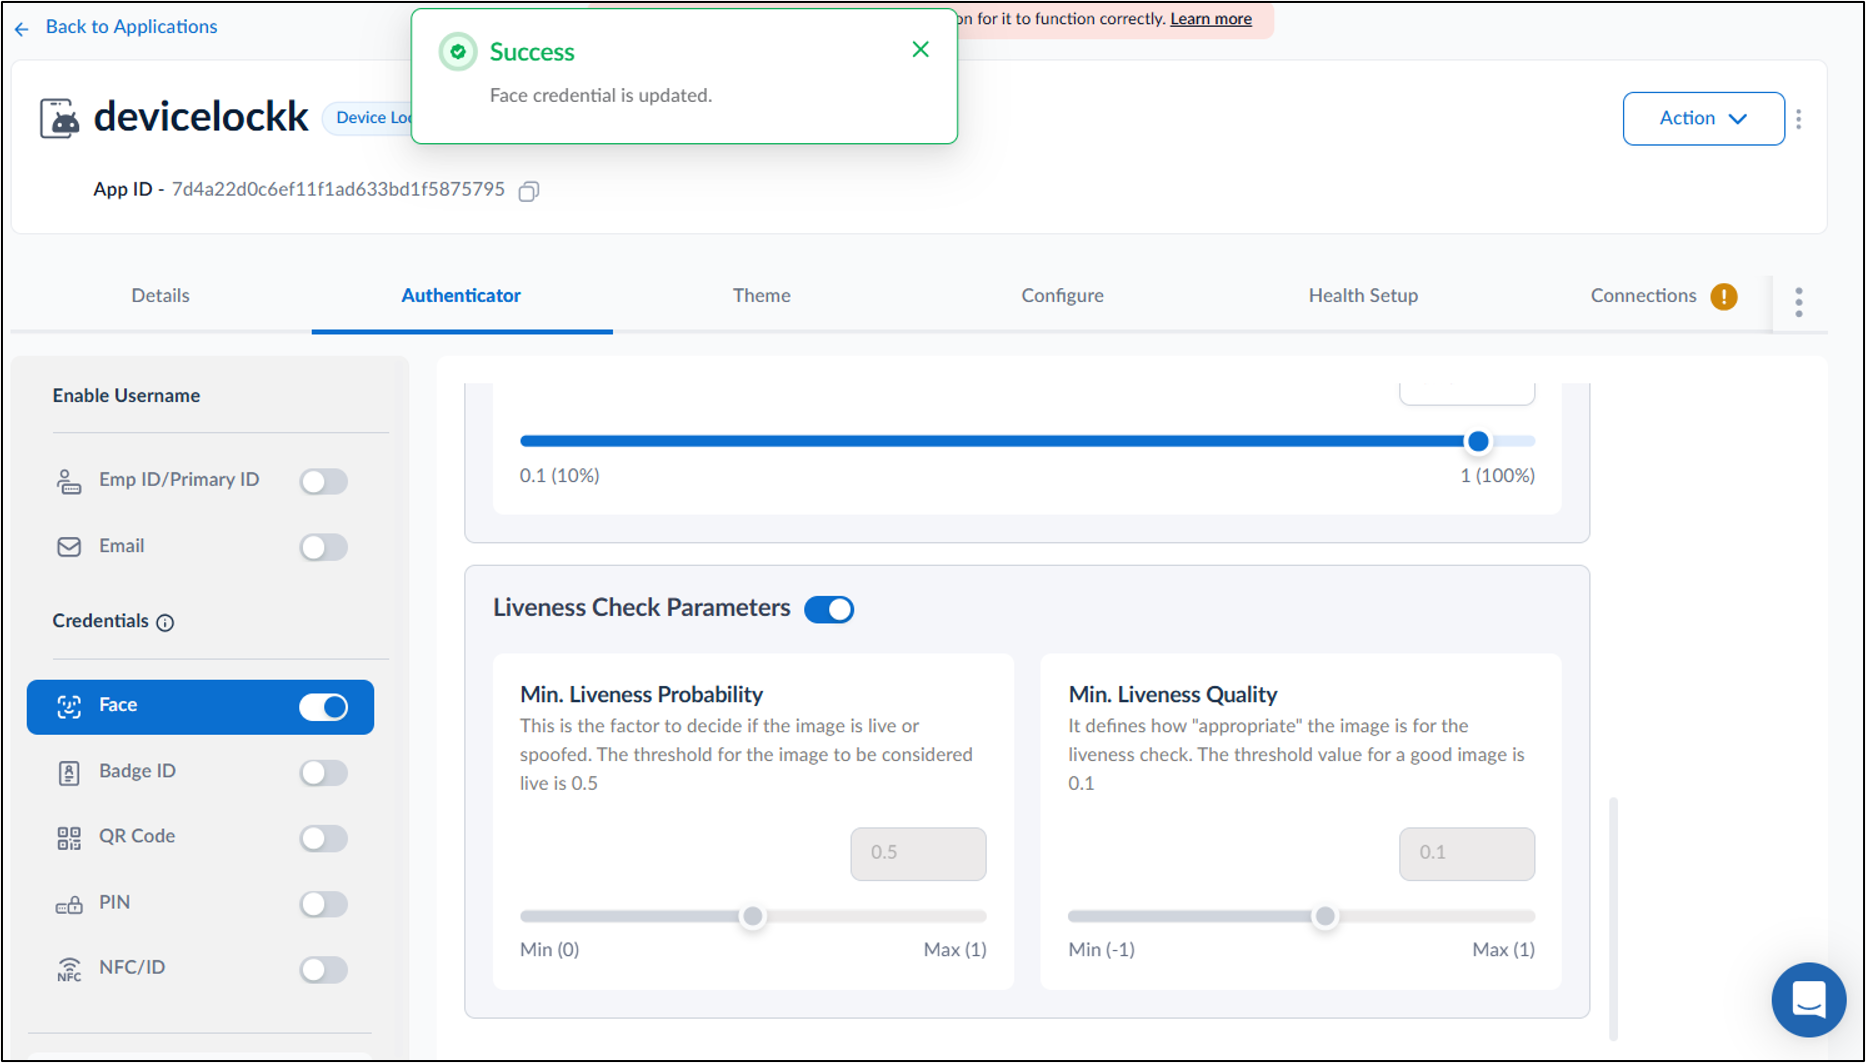 Back to Applications
on for it to function correctly. Learn more
Success
Face credential is updated.
devicelockk
Device Loc
Action
App ID - 7d4a22d0c6ef11f1ad633bd1f5875795
Details
Authenticator
Theme
Configure
Health Setup
Connections
Enable Username
Emp ID/Primary ID
Email
Credentials
Face
Badge ID
QR Code
PIN
NFC
NFC/ID
0.1 (10%)
1 (100%)
Liveness Check Parameters
Min. Liveness Probability
This is the factor to decide if the image is live or
spoofed. The threshold for the image to be considered
live is 0.5
0.5
Min (0)
Max (1)
Min. Liveness Quality
It defines how "appropriate" the image is for the
liveness check. The threshold value for a good image is
0.1
0.1
Min (-1)
Max (1)